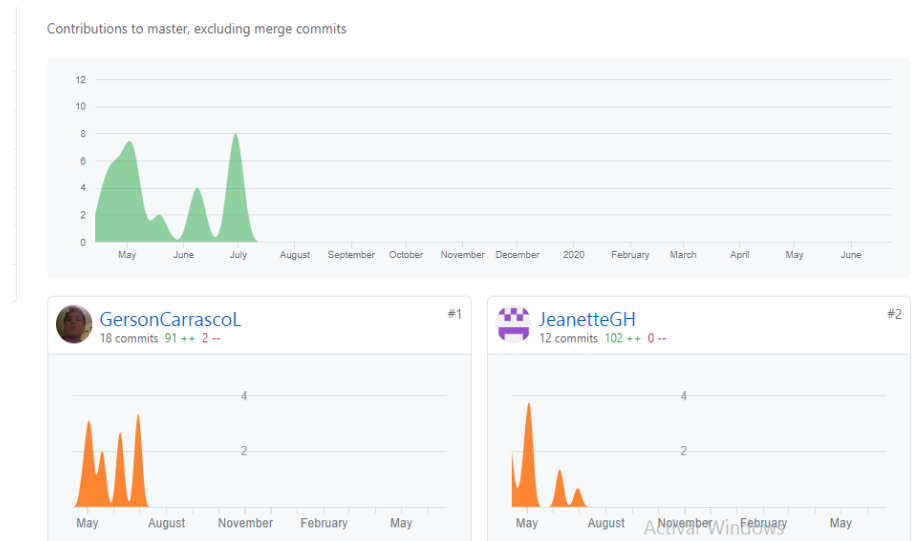 Contributions to master, excluding merge commits
12
10
8
6
4
2
0
May June July August September October November December 2020 February March April May June
GersonCarrascoL #1
18 commits 91 ++ 2 --
4
2
May August November February May
JeanetteGH #2
12 commits 102 ++ 0 --
4
2
May August November February May
Activar Windows